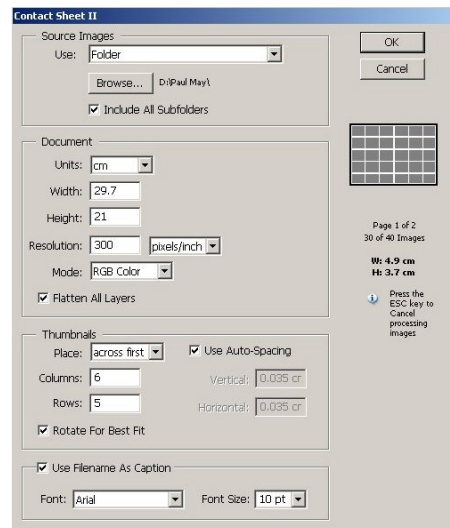 Contact Sheet II
Source Images
Use: Folder
Browse... D:\Paul May\
Include All Subfolders
Document
Units: cm
Width: 29.7
Height: 21
Resolution: 300 pixels/inch
Mode: RGB Color
Flatten All Layers
Thumbnails
Place: across first Use Auto-Spacing
Columns: 6 Vertical: 0.035 cr
Rows: 5 Horizontal: 0.035 cr
Rotate For Best Fit
Use Filename As Caption
Font: Arial Font Size: 10 pt
OK
Cancel
Page 1 of 2
30 of 40 Images
W: 4.9 cm
H: 3.7 cm
Press the
ESC key to
Cancel
processing
images